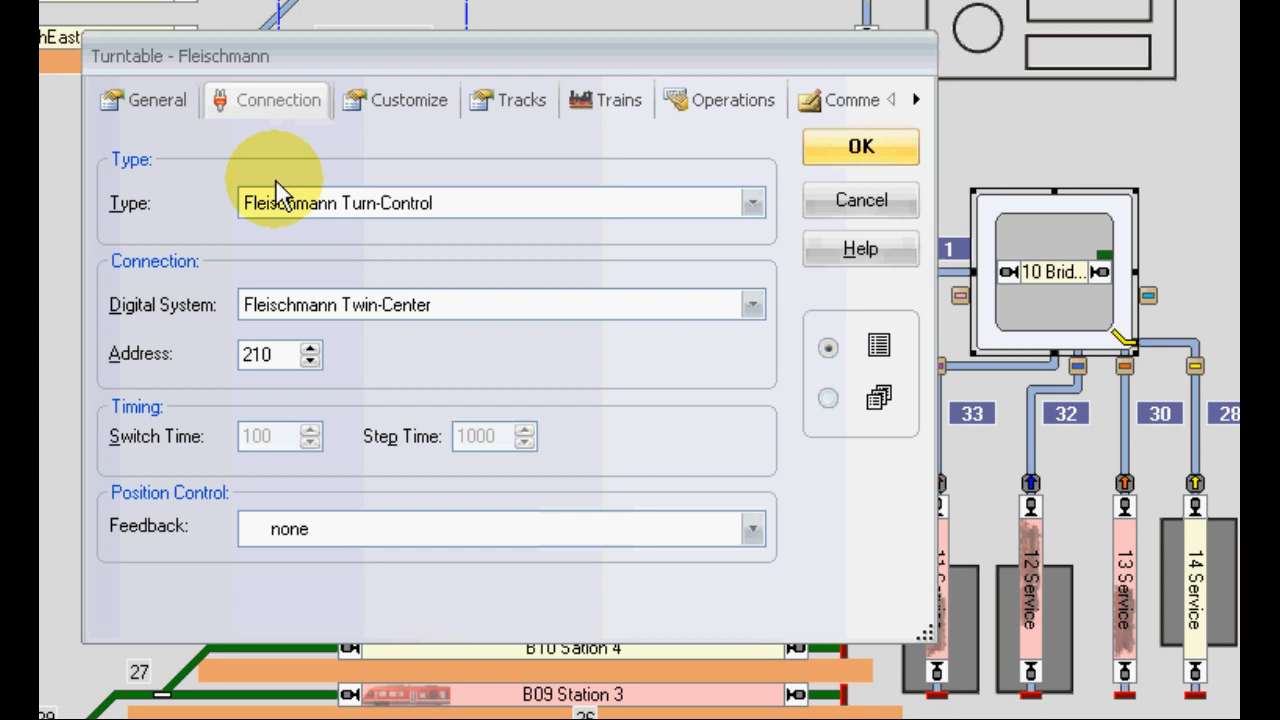 hEast
Turntable - Fleischmann
General
Connection
Customize
Tracks
Trains
Operations
Comme
Type:
Type:
Fleischmann Turn-Control
Connection:
Digital System:
Fleischmann Twin-Center
Address:
210
Timing:
Switch Time:
100
Step Time:
1000
Position Control:
Feedback:
none
OK
Cancel
Help
1
10 Brid...
33
32
30
28
12 Service
13 Service
14 Service
27
B10 Sation 4
B09 Station 3
26